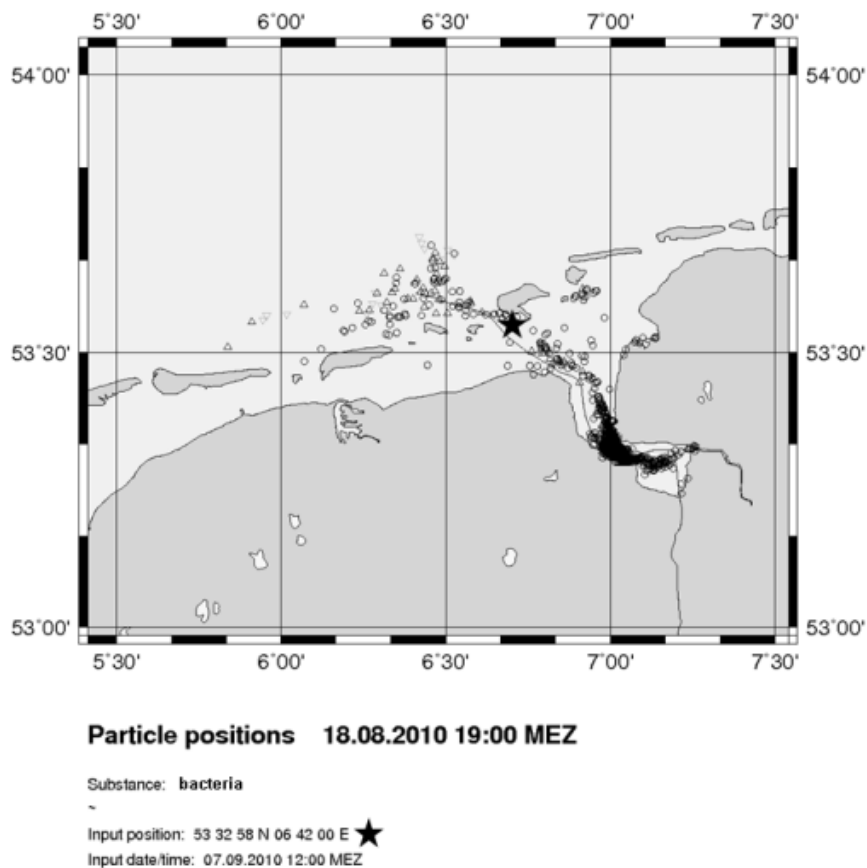 5˚30' 6˚00' 6˚30' 7˚00' 7˚30'
54˚00' 54˚00'
53˚30' 53˚30'
53˚00' 53˚00'
5˚30' 6˚00' 6˚30' 7˚00' 7˚30'
Particle positions 18.08.2010 19:00 MEZ
Substance: bacteria
~
Input position: 53 32 58 N 06 42 00 E
Input date/time: 07.09.2010 12:00 MEZ